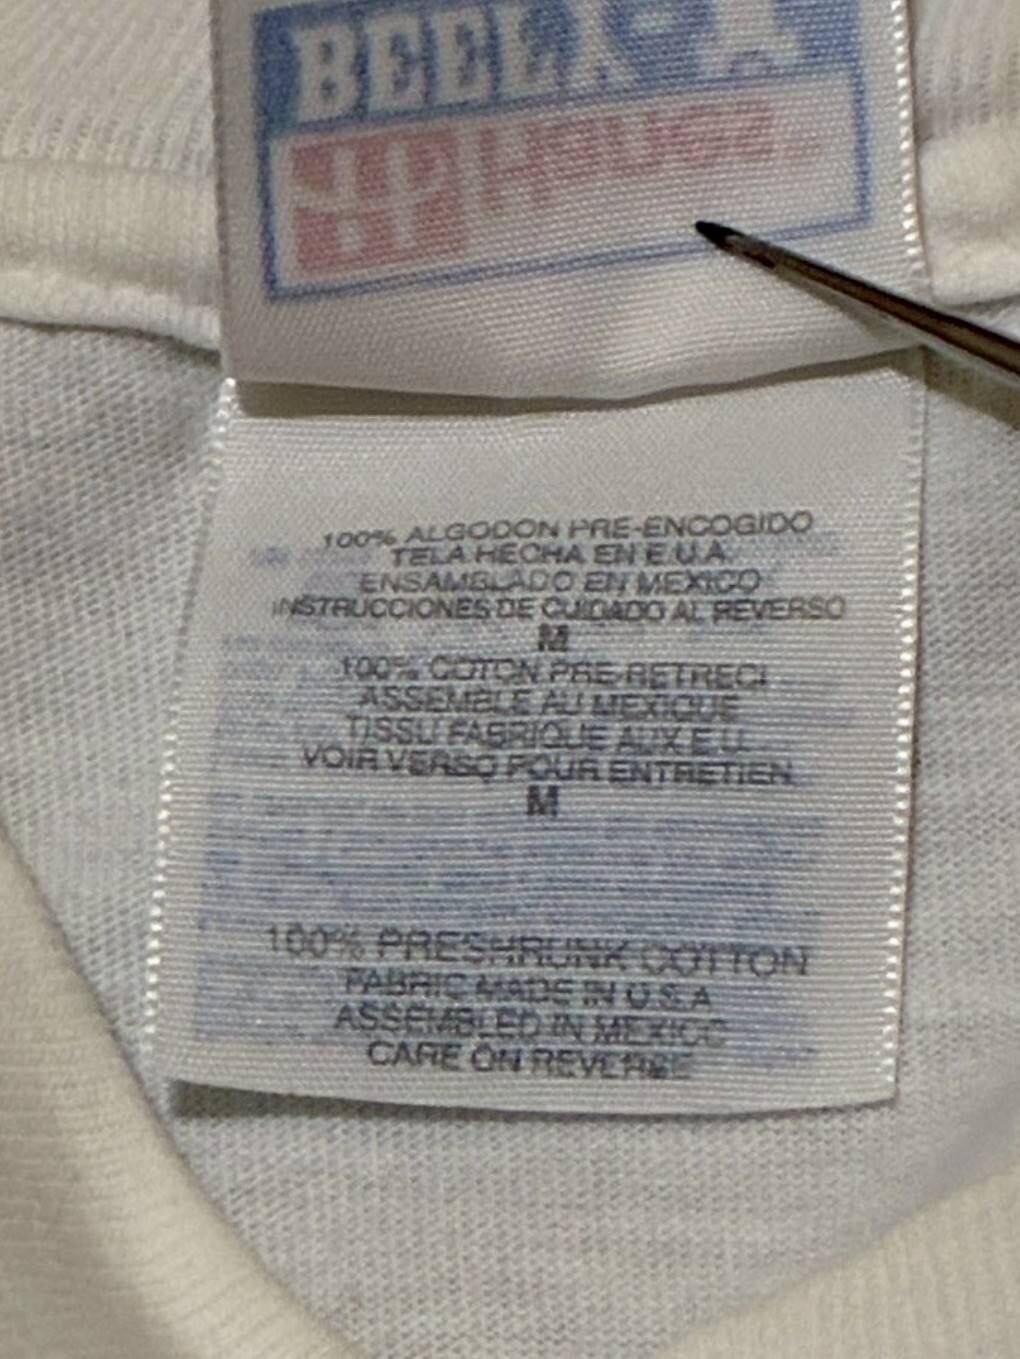 BEEFY-T
Hanes
100% ALGODON PRE-ENCOGIDO
TELA HECHA EN E.U.A.
ENSAMBLADO EN MEXICO
INSTRUCCIONES DE CUIDADO AL REVERSO
M
100% COTON PRE-RETRECI
ASSEMBLE AU MEXIQUE
TISSU FABRIQUE AUX E.U.
VOIR VERSO POUR ENTRETIEN
M
100% PRESHRUNK COTTON
FABRIC MADE IN U.S.A
ASSEMBLED IN MEXICO
CARE ON REVERSE